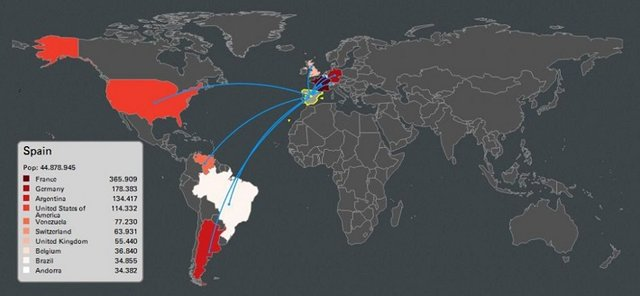 Spain
Pop: 44.878.945
France 365.909
Germany 178.383
Argentina 134.417
United States of 114.332
America
Venezuela 77.230
Switzerland 63.931
United Kingdom 55.440
Belgium 36.840
Brazil 34.855
Andorra 34.382